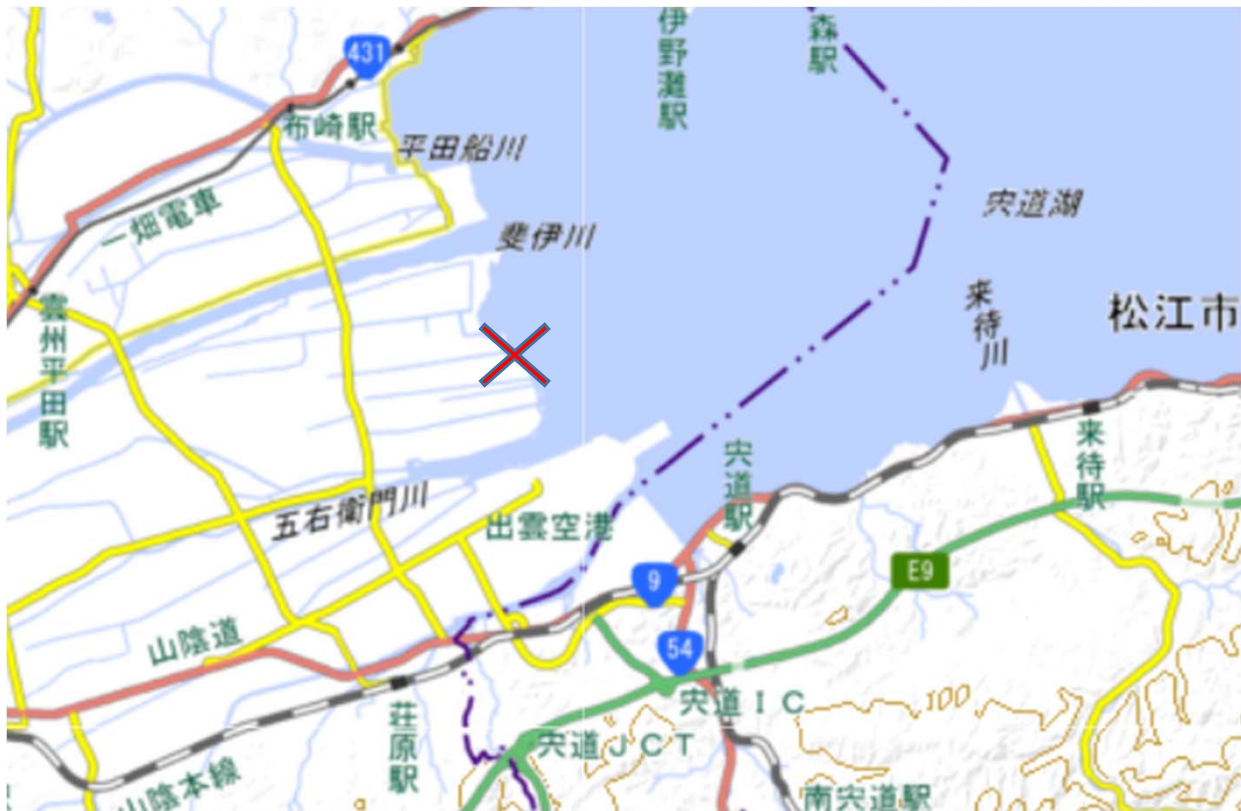 431
伊野灘駅
森駅
布崎駅
平田船川
一畑電車
斐伊川
宍道湖
来待川
松江市
雲州平田駅
宍道駅
来待駅
五右衛門川
出雲空港
9
E9
54
山陰道
宍道IC
100
荘原駅
宍道JCT
山陰本線
南宍道駅